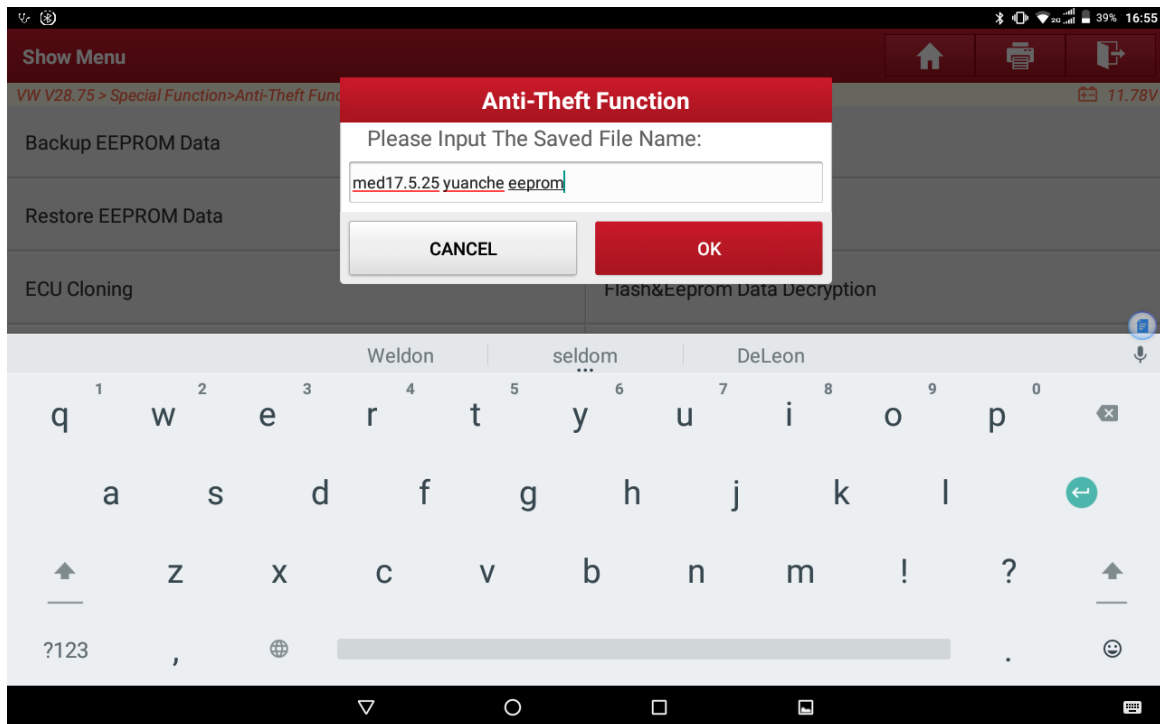 2G 39% 16:55
Show Menu
VW V28.75 > Special Function>Anti-Theft Func
11.78V
Anti-Theft Function
Please Input The Saved File Name:
med17.5.25 yuanche eeprom
CANCEL OK
Backup EEPROM Data
Restore EEPROM Data
ECU Cloning
Flash&Eeprom Data Decryption
Weldon seldom DeLeon
1 2 3 4 5 6 7 8 9 0
q w e r t y u i o p
a s d f g h j k l
z x c v b n m ! ?
?123 , .